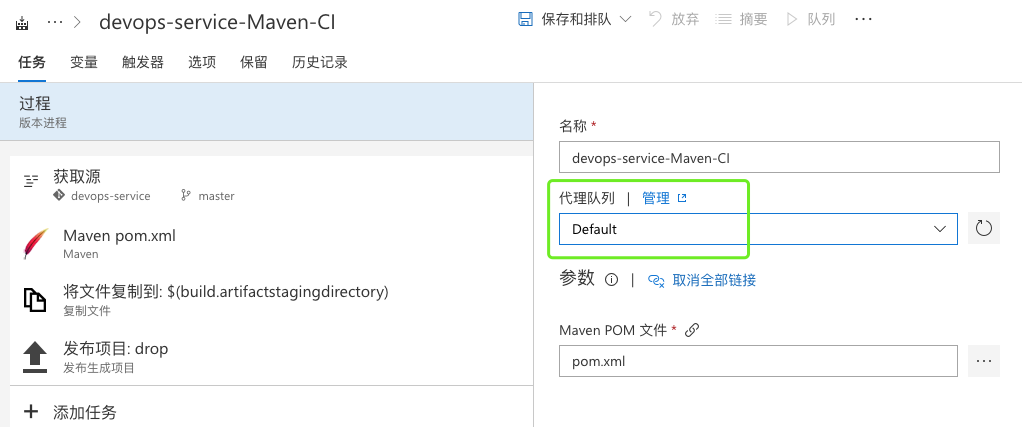 ··· devops-service-Maven-CI
保存和排队 放弃 摘要 队列 ···
任务 变量 触发器 选项 保留 历史记录
过程
版本进程
获取源
devops-service master
Maven pom.xml
Maven
将文件复制到: $(build.artifactstagingdirectory)
复制文件
发布项目: drop
发布生成项目
添加任务
名称 *
devops-service-Maven-CI
代理队列 | 管理
Default
参数 | 取消全部链接
Maven POM 文件 *
pom.xml ···